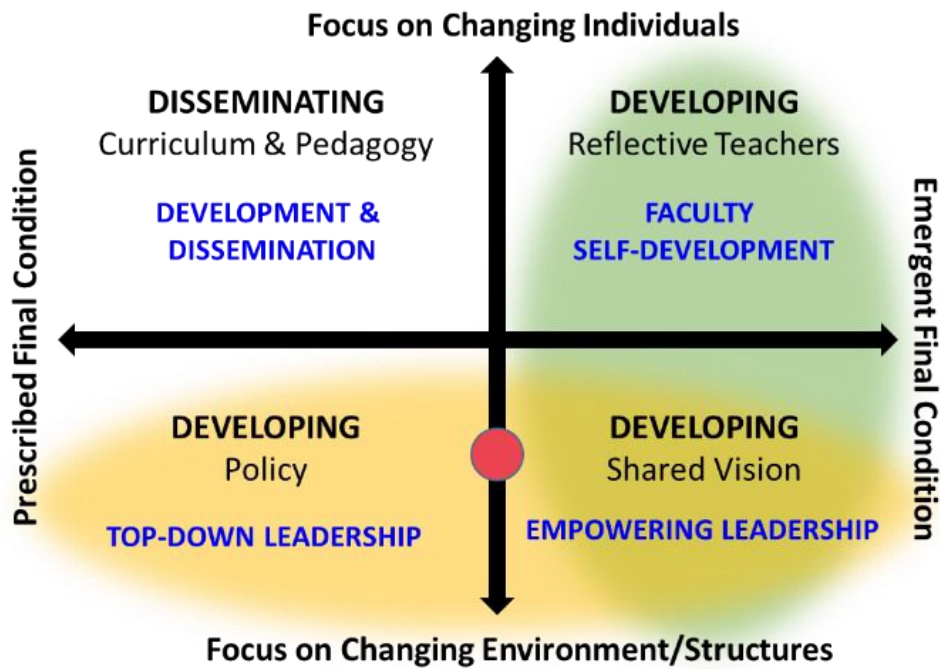 Focus on Changing Individuals
DISSEMINATING
Curriculum & Pedagogy
DEVELOPMENT &
DISSEMINATION
DEVELOPING
Reflective Teachers
FACULTY
SELF-DEVELOPMENT
Prescribed Final Condition
Emergent Final Condition
DEVELOPING
Policy
TOP-DOWN LEADERSHIP
DEVELOPING
Shared Vision
EMPOWERING LEADERSHIP
Focus on Changing Environment/Structures